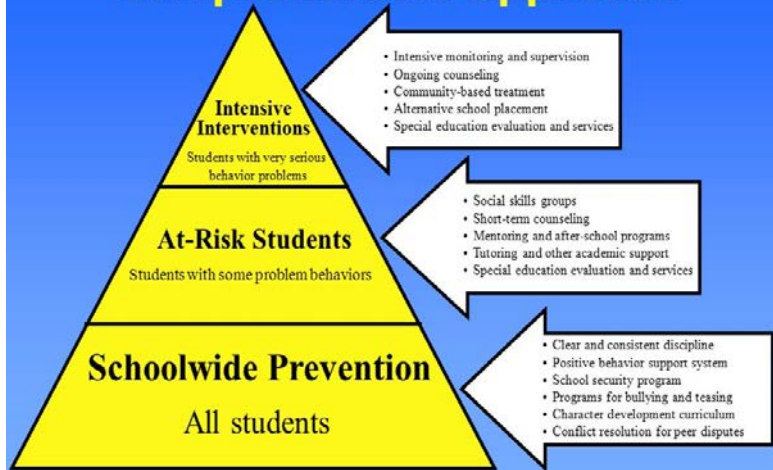 Intensive
Interventions
Students with very serious
behavior problems
• Intensive monitoring and supervision
• Ongoing counseling
• Community-based treatment
• Alternative school placement
• Special education evaluation and services
At-Risk Students
Students with some problem behaviors
• Social skills groups
• Short-term counseling
• Mentoring and after-school programs
• Tutoring and other academic support
• Special education evaluation and services
Schoolwide Prevention
All students
• Clear and consistent discipline
• Positive behavior support system
• School security program
• Programs for bullying and teasing
• Character development curriculum
• Conflict resolution for peer disputes